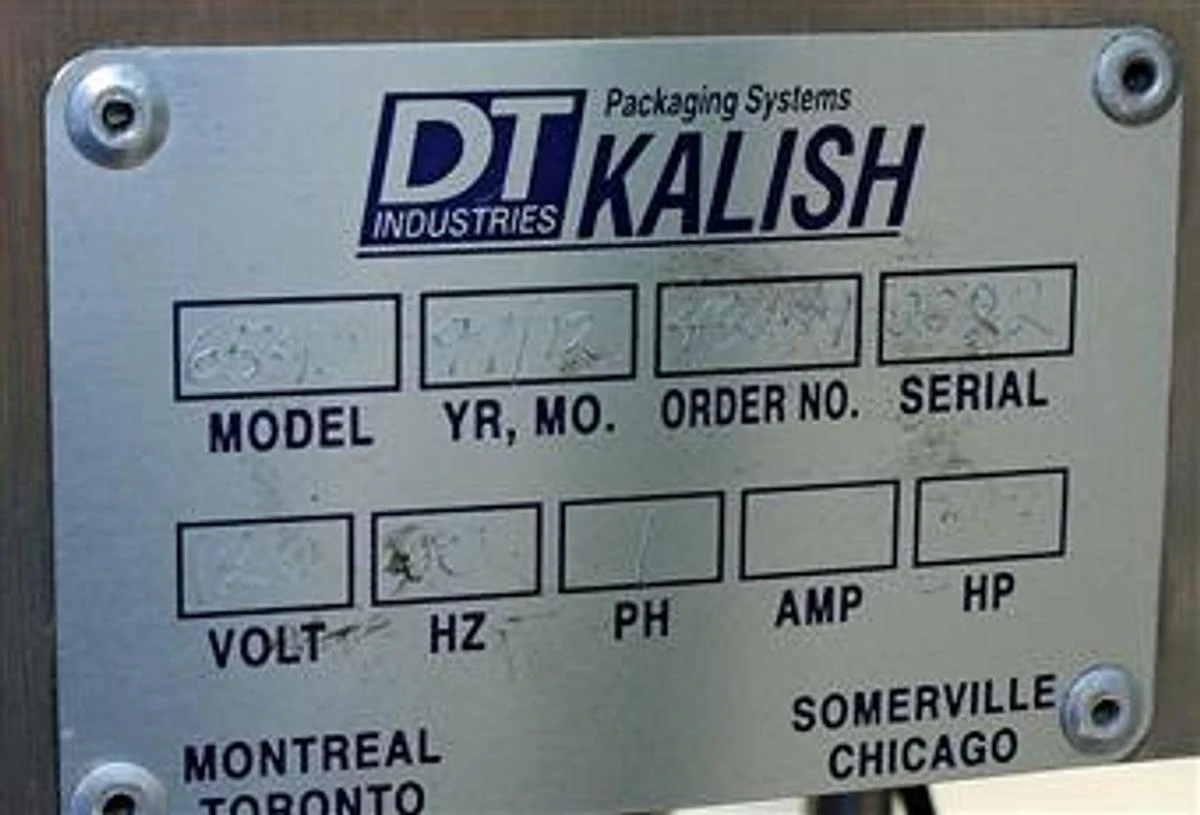 DT INDUSTRIES
Packaging Systems
KALISH
MODEL YR, MO. ORDER NO. SERIAL
VOLT HZ PH AMP HP
MONTREAL SOMERVILLE
TORONTO CHICAGO